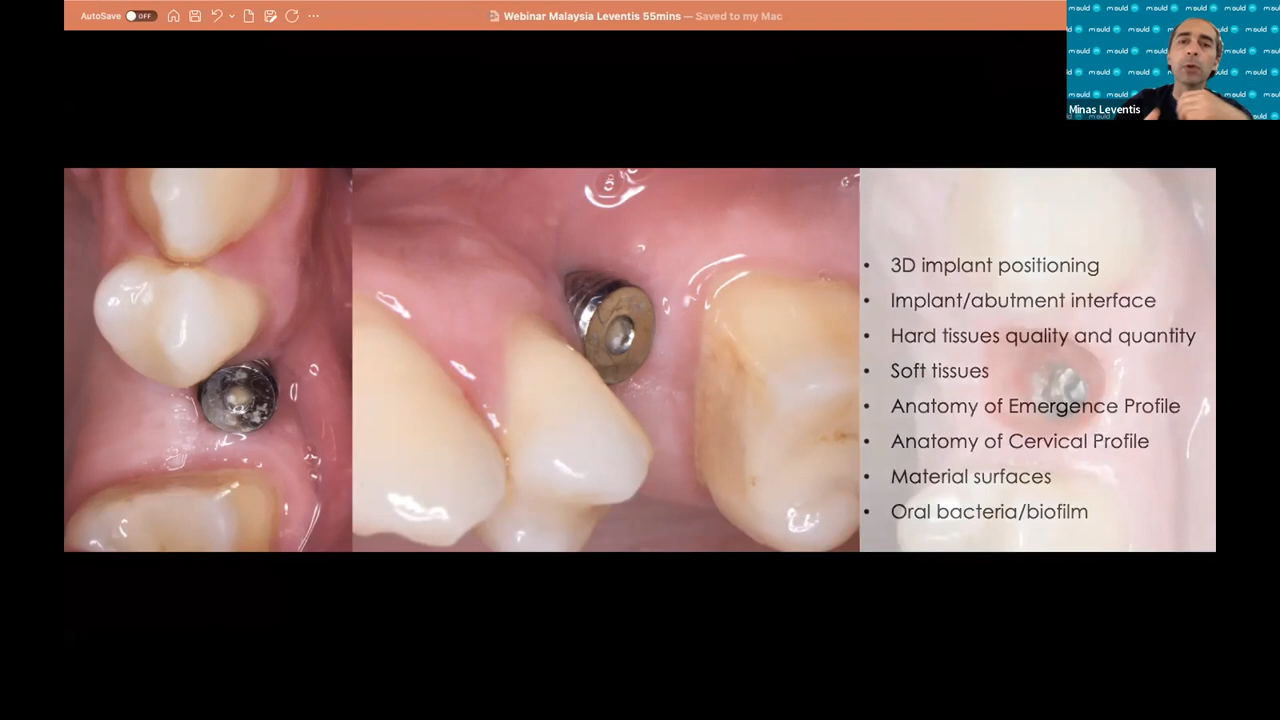 AutoSave OFF
Webinar Malaysia Leventis 55mins — Saved to my Mac
mould
Minas Leventis
• 3D implant positioning
• Implant/abutment interface
• Hard tissues quality and quantity
• Soft tissues
• Anatomy of Emergence Profile
• Anatomy of Cervical Profile
• Material surfaces
• Oral bacteria/biofilm